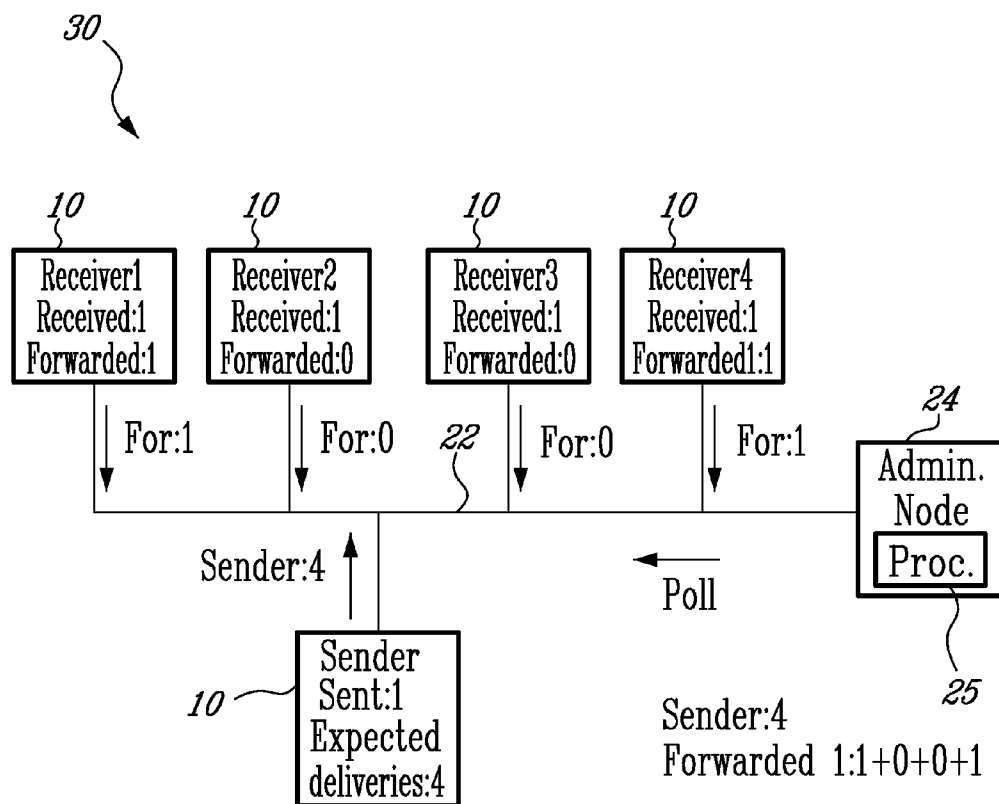 30
10
10
10
10
Receiver1
Received:1
Forwarded:1
Receiver2
Received:1
Forwarded:0
Receiver3
Received:1
Forwarded:0
Receiver4
Received:1
Forwarded1:1
For:1
For:0
22
For:0
For:1
24
Admin.
Node
Proc.
25
Sender:4
Poll
10
Sender
Sent:1
Expected
deliveries:4
Sender:4
Forwarded 1:1+0+0+1